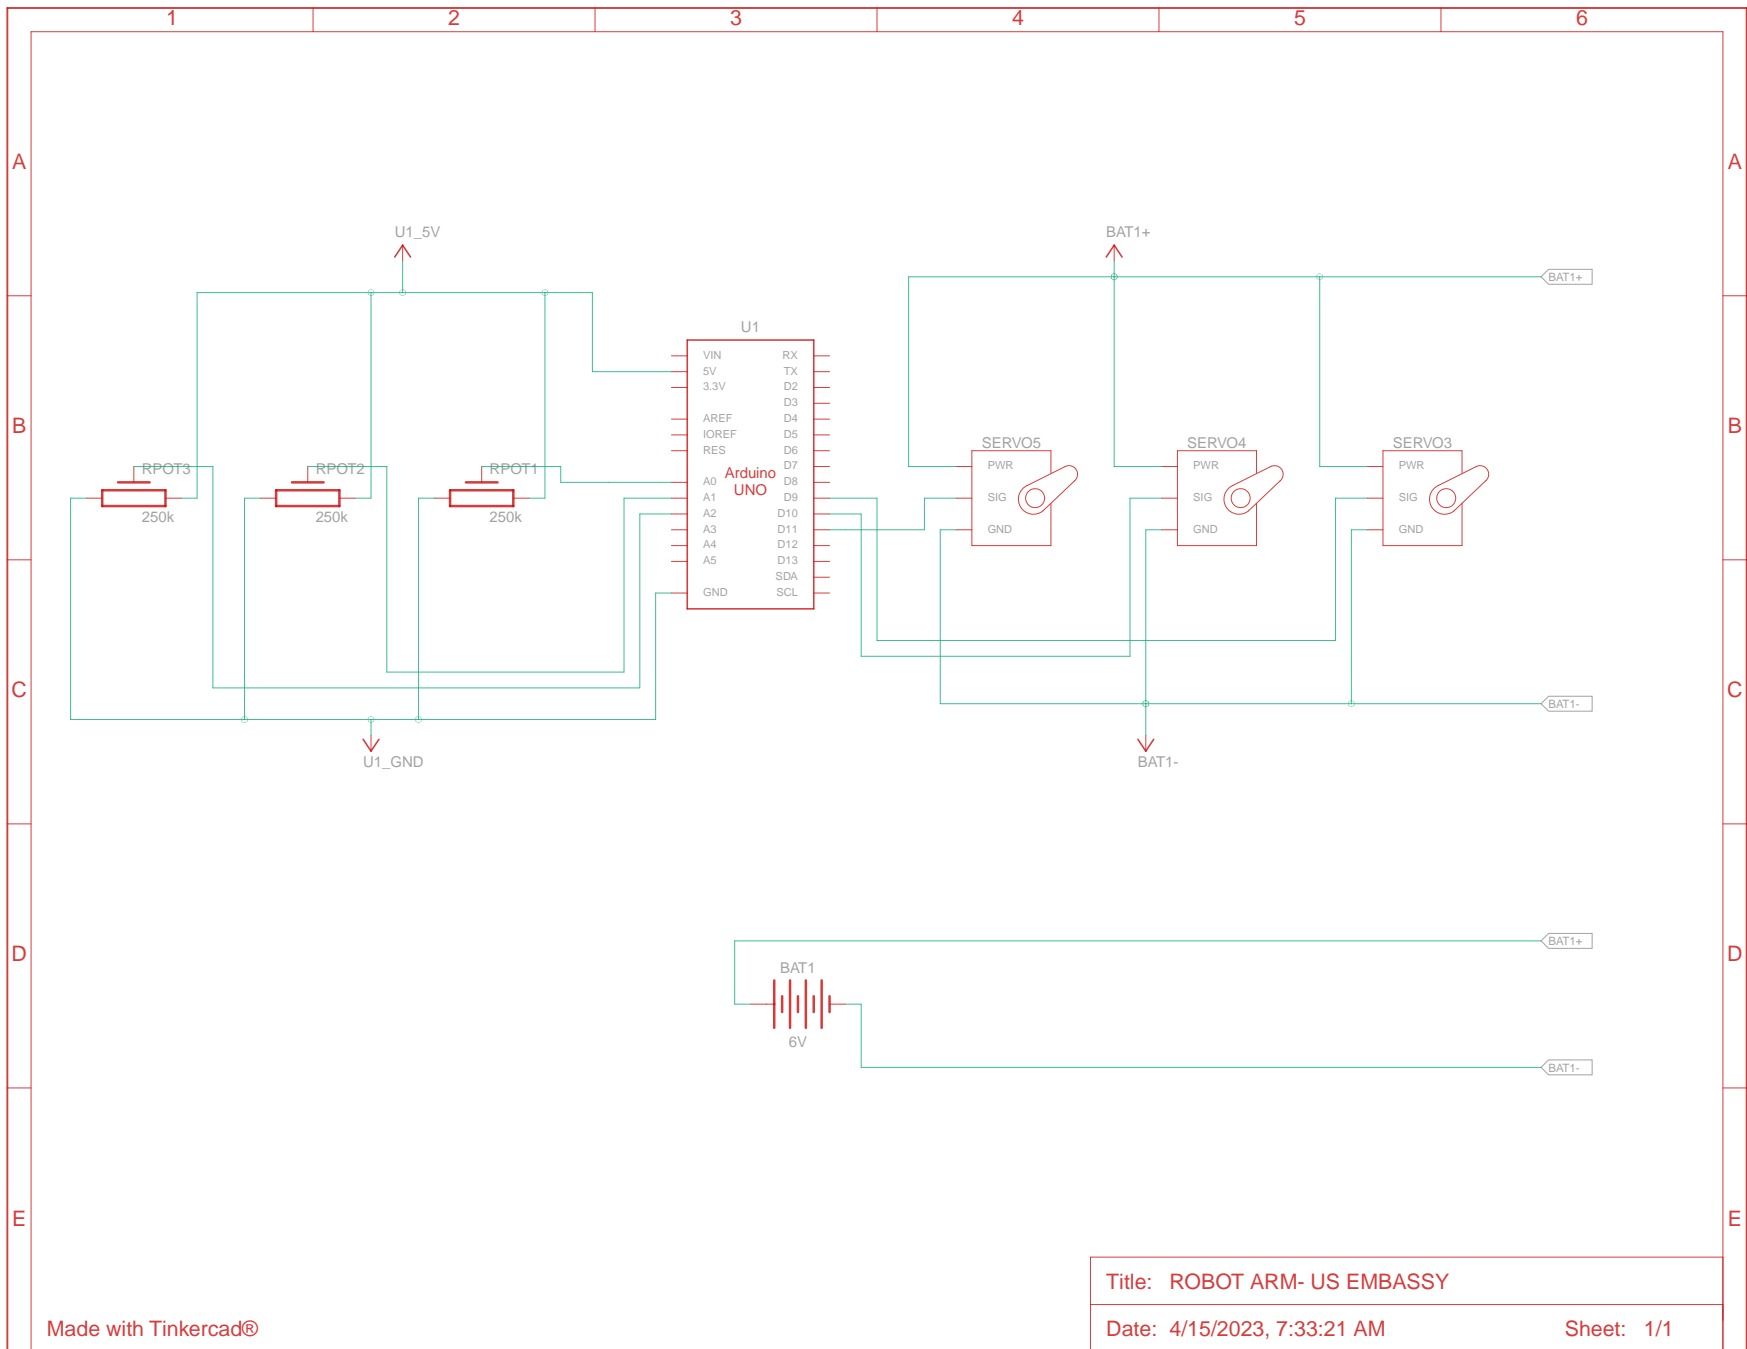 1 2 3 4 5 6
A A
U1_5V BAT1+
BAT1+
U1
VIN RX
5V TX
3.3V D2
D3
AREF D4
B IOREF D5 B
RES D6
D7
SERVO5 SERVO4 SERVO3
PWR PWR PWR
RPOT3 RPOT2 RPOT1
Arduino
UNO
A0 D8
A1 D9
SIG SIG SIG
A2 D10
250k 250k 250k
A3 D11
GND GND GND
A4 D12
A5 D13
SDA
GND SCL
C C
BAT1-
U1_GND BAT1-
D D
BAT1+
BAT1
6V
BAT1-
E E
Title: ROBOT ARM- US EMBASSY
Made with Tinkercad®
Date: 4/15/2023, 7:33:21 AM Sheet: 1/1